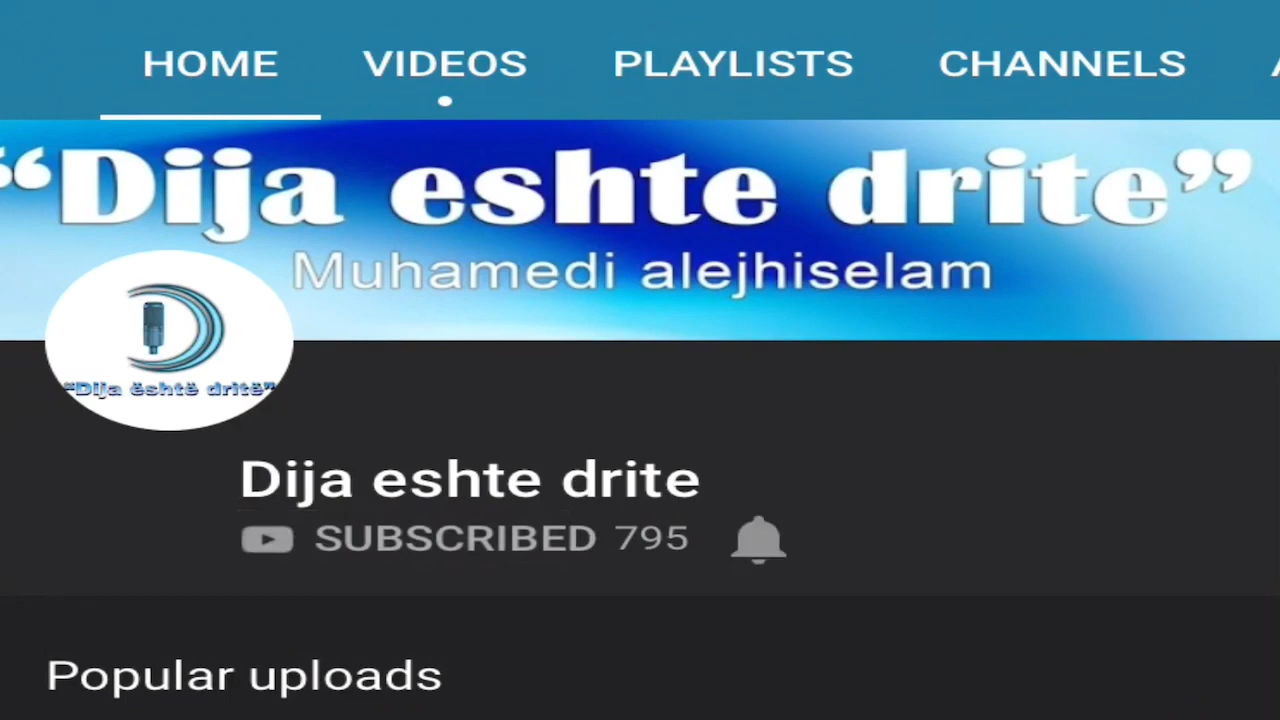 HOME VIDEOS PLAYLISTS CHANNELS
“Dija eshte drite”
Muhamedi alejhiselam
“Dija është dritë”
Dija eshte drite
SUBSCRIBED 795
Popular uploads